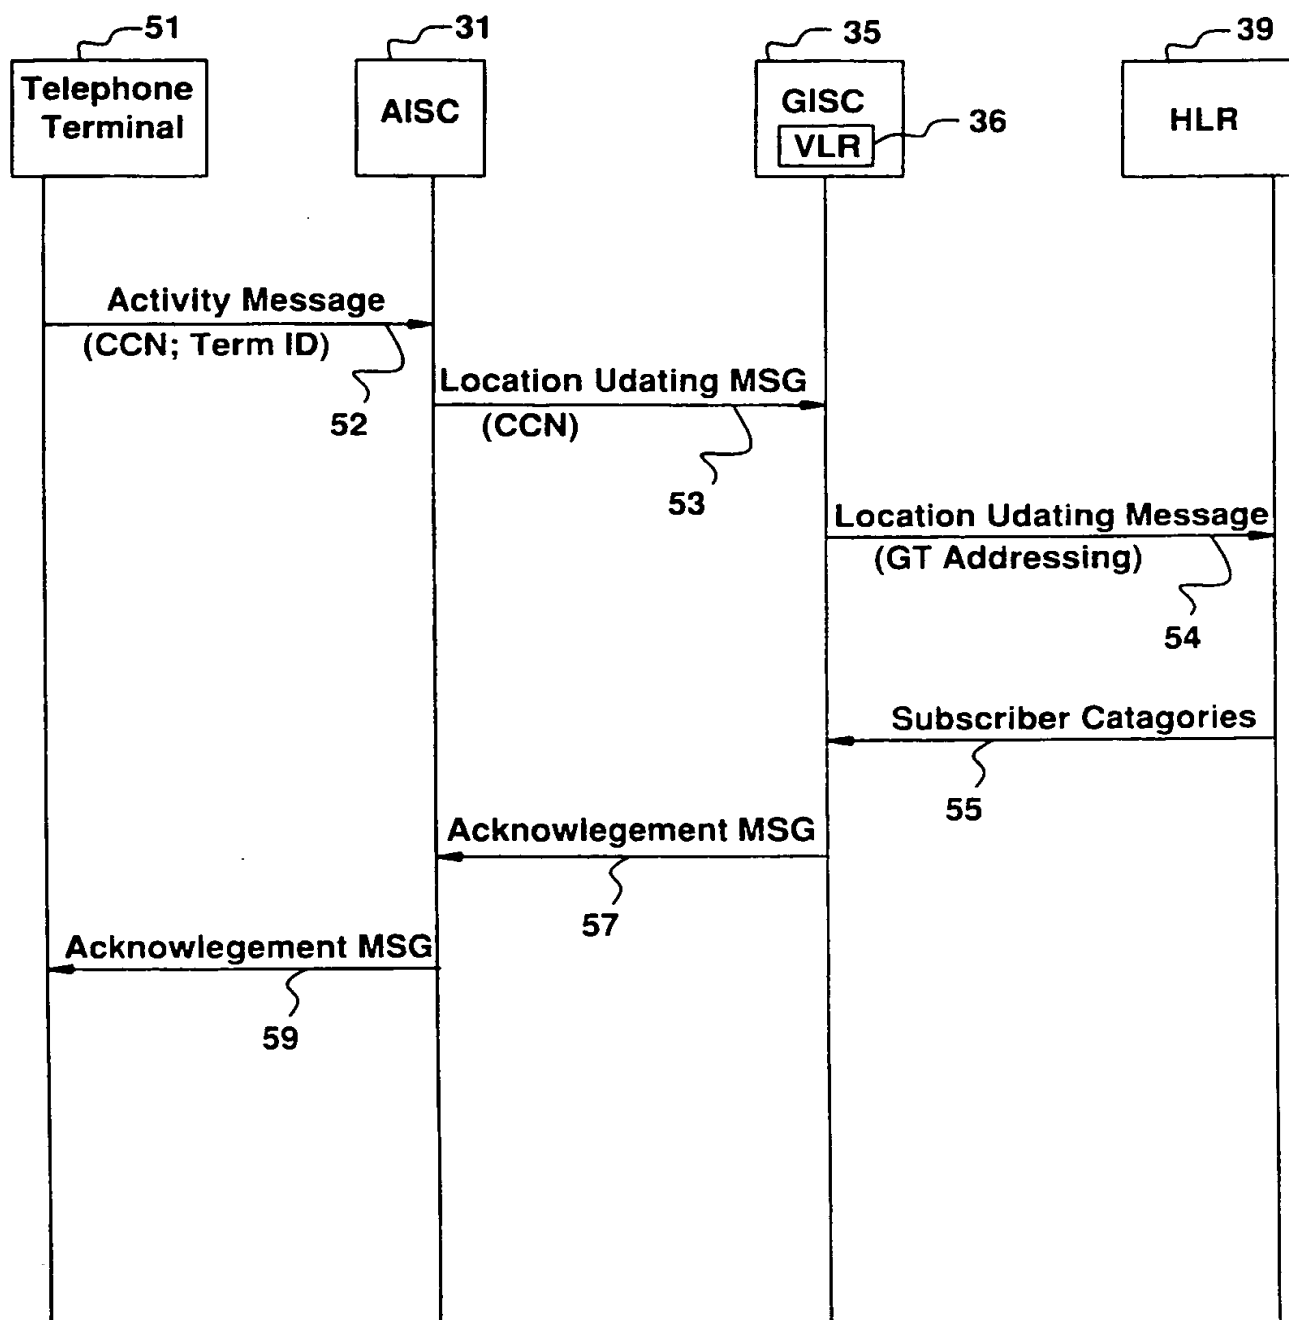 51
31
35
39
Telephone
Terminal
AISC
GISC
VLR
36
HLR
Activity Message
(CCN; Term ID)
52
Location Udating MSG
(CCN)
53
Location Udating Message
(GT Addressing)
54
Subscriber Catagories
55
Acknowlegement MSG
57
Acknowlegement MSG
59